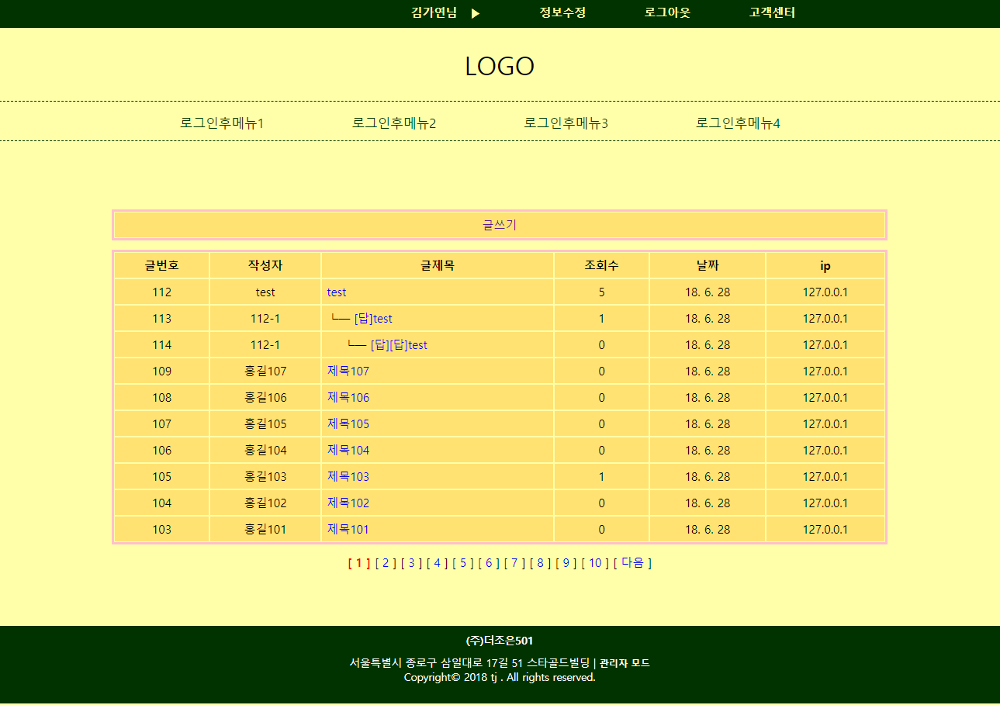 김가연님 ▶ 정보수정 로그아웃 고객센터
LOGO
로그인후메뉴1 로그인후메뉴2 로그인후메뉴3 로그인후메뉴4
글쓰기
글번호 작성자 글제목 조회수 날짜 ip
112 test test 5 18. 6. 28 127.0.0.1
113 112-1 ┗━ [답]test 1 18. 6. 28 127.0.0.1
114 112-1 ┗━ [답][답]test 0 18. 6. 28 127.0.0.1
109 홍길107 제목107 0 18. 6. 28 127.0.0.1
108 홍길106 제목106 0 18. 6. 28 127.0.0.1
107 홍길105 제목105 0 18. 6. 28 127.0.0.1
106 홍길104 제목104 0 18. 6. 28 127.0.0.1
105 홍길103 제목103 1 18. 6. 28 127.0.0.1
104 홍길102 제목102 0 18. 6. 28 127.0.0.1
103 홍길101 제목101 0 18. 6. 28 127.0.0.1
[ 1 ] [ 2 ] [ 3 ] [ 4 ] [ 5 ] [ 6 ] [ 7 ] [ 8 ] [ 9 ] [ 10 ] [ 다음 ]
(주)더조은501
서울특별시 종로구 삼일대로 17길 51 스타골드빌딩 | 관리자 모드
Copyright© 2018 tj . All rights reserved.